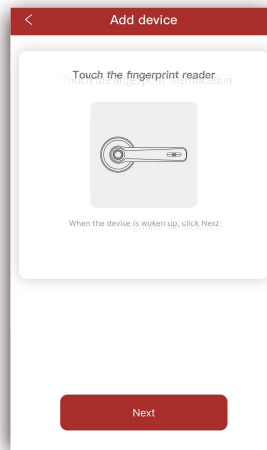 Add device
Touch the fingerprint reader
When the device is woken up, click Next
Next